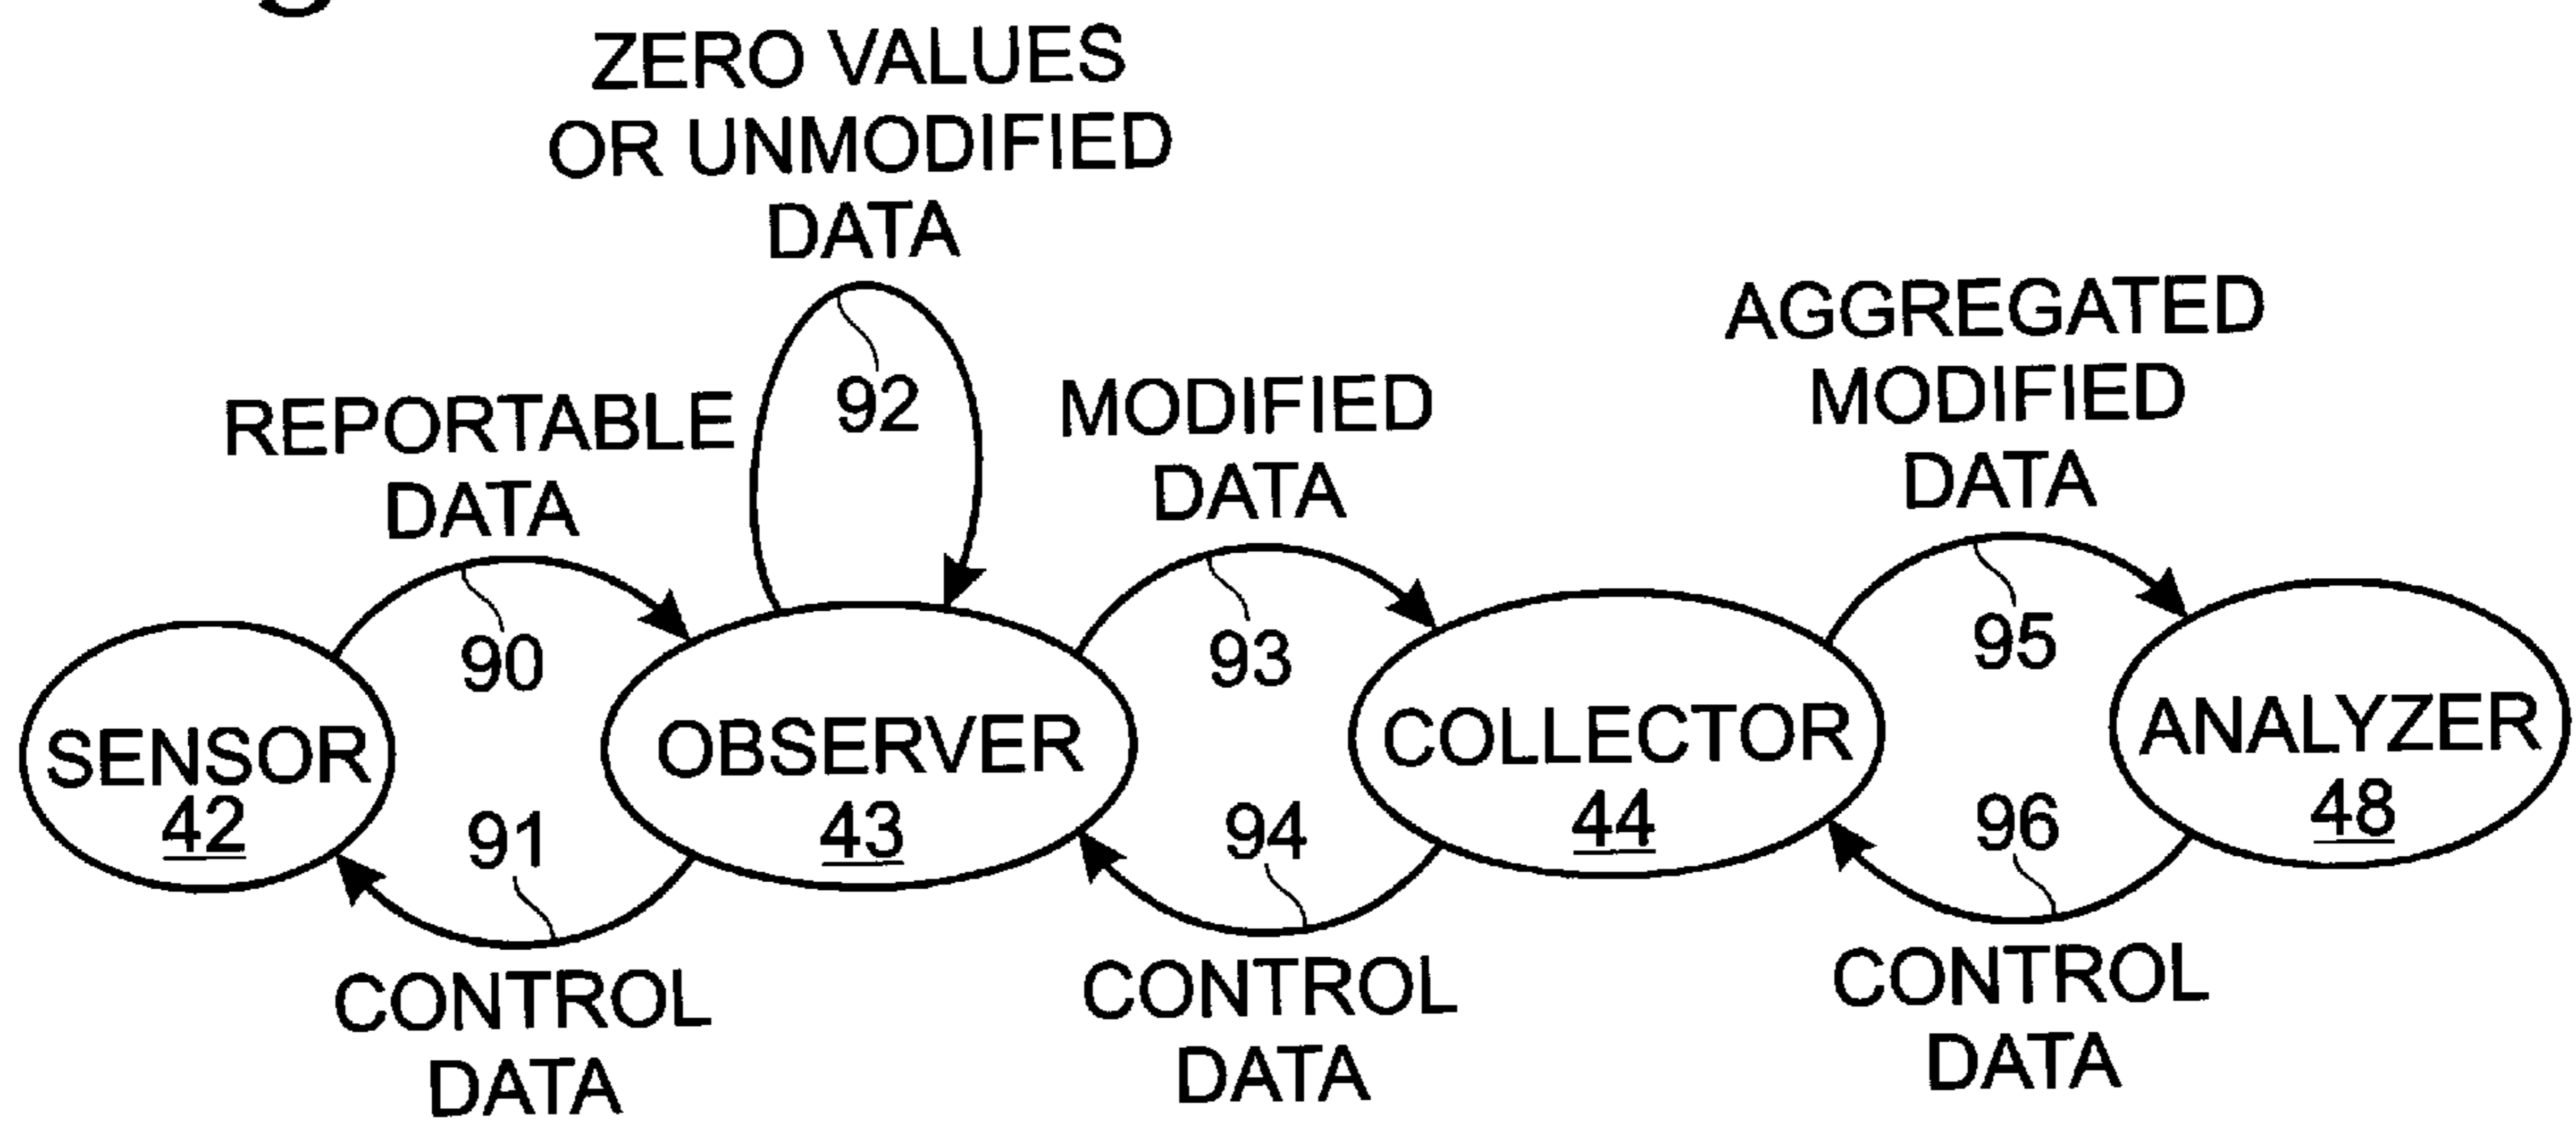 ZERO VALUES
OR UNMODIFIED
DATA
92
REPORTABLE
DATA
90
MODIFIED
DATA
93
AGGREGATED
MODIFIED
DATA
95
SENSOR
42
OBSERVER
43
COLLECTOR
44
ANALYZER
48
91
CONTROL
DATA
94
CONTROL
DATA
96
CONTROL
DATA